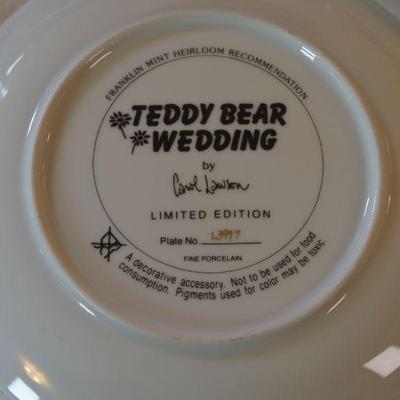 FRANKLIN MINT HEIRLOOM RECOMMENDATION
TEDDY BEAR
WEDDING
by
Carol Lawson
LIMITED EDITION
Plate No. L3997
FINE PORCELAIN
A decorative accessory. Not to be used for food
consumption. Pigments used for color may be toxic.